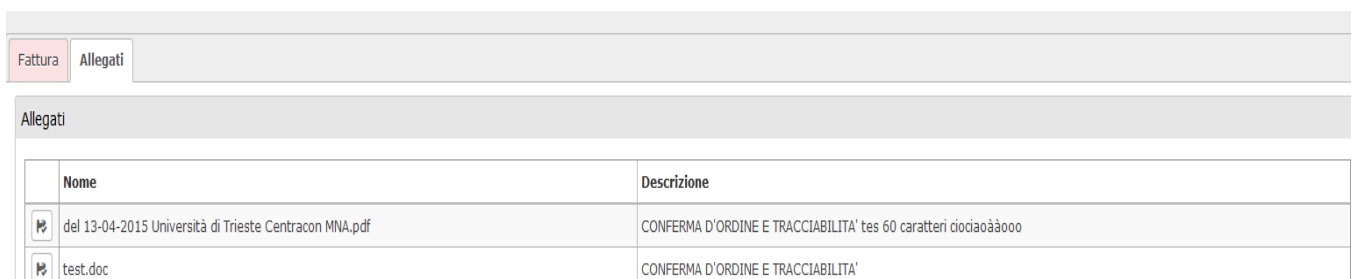 Fattura Allegati
Allegati
Nome Descrizione
del 13-04-2015 Università di Trieste Centracon MNA.pdf CONFERMA D'ORDINE E TRACCIABILITA' tes 60 caratteri ciociaoààooo
test.doc CONFERMA D'ORDINE E TRACCIABILITA'